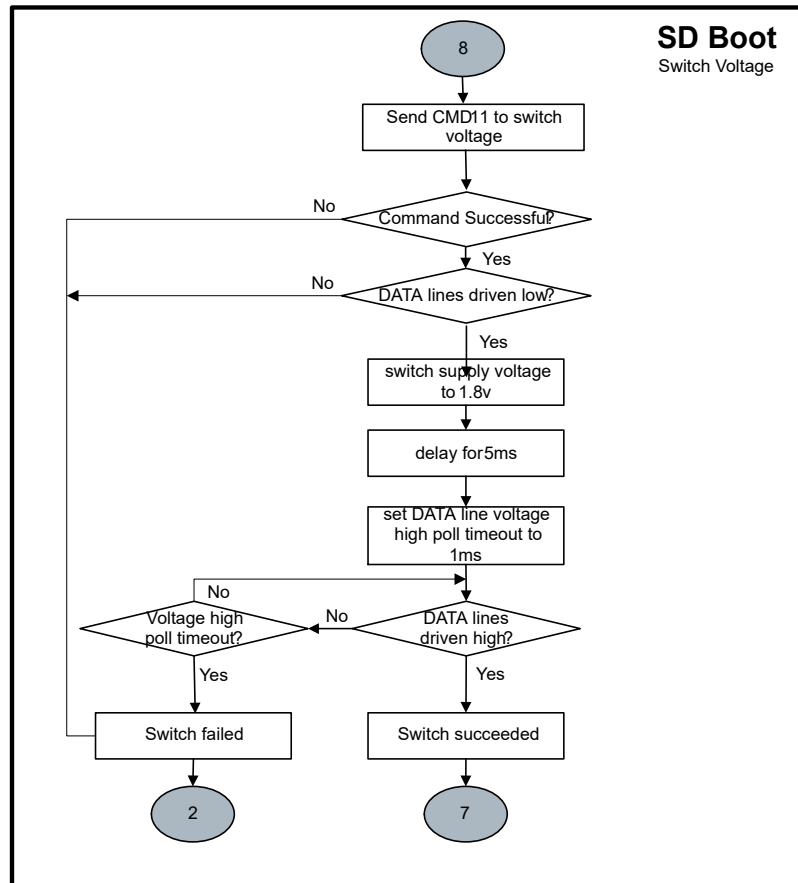 SD Boot
Switch Voltage
8
Send CMD11 to switch
voltage
No
Command Successful?
Yes
No
DATA lines driven low?
Yes
switch supply voltage
to 1.8v
delay for5ms
set DATA line voltage
high poll timeout to
1ms
No
Voltage high
poll timeout?
No
DATA lines
driven high?
Yes
Yes
Switch failed
Switch succeeded
2
7